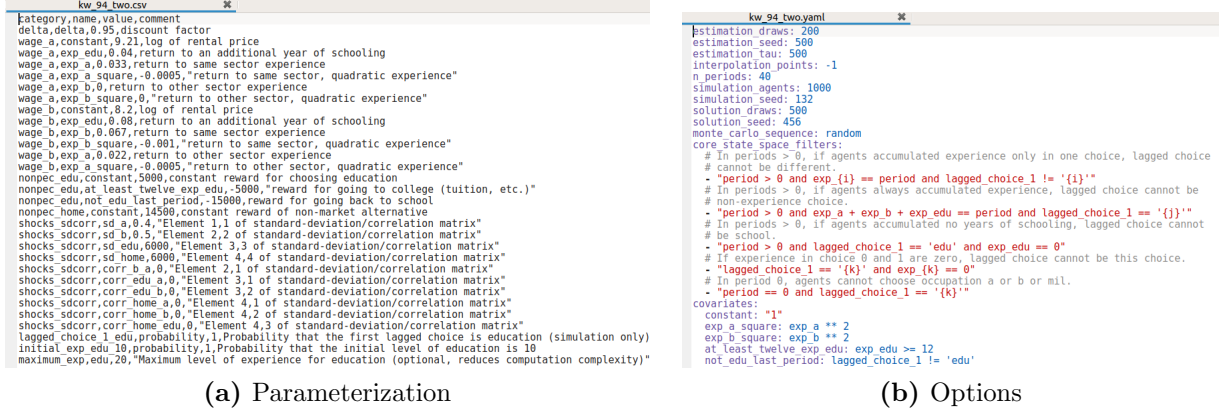 kw_94_two.csv ✖
category,name,value,comment
delta,delta,0.95,discount factor
wage_a,constant,9.21,log of rental price
wage_a,exp_edu,0.04,return to an additional year of schooling
wage_a,exp_a,0.033,return to same sector experience
wage_a,exp_a_square,-0.0005,"return to same sector, quadratic experience"
wage_a,exp_b,0,return to other sector experience
wage_a,exp_b_square,0,"return to other sector, quadratic experience"
wage_b,constant,8.2,log of rental price
wage_b,exp_edu,0.08,return to an additional year of schooling
wage_b,exp_b,0.067,return to same sector experience
wage_b,exp_b_square,-0.001,"return to same sector, quadratic experience"
wage_b,exp_a,0.022,return to other sector experience
wage_b,exp_a_square,-0.0005,"return to other sector, quadratic experience"
nonpec_edu,constant,5000,constant reward for choosing education
nonpec_edu,at_least_twelve_exp_edu,-5000,"reward for going to college (tuition, etc.)"
nonpec_edu,not_edu_last_period,-15000,reward for going back to school
nonpec_home,constant,14500,constant reward of non-market alternative
shocks_sdcorr,sd_a,0.4,"Element 1,1 of standard-deviation/correlation matrix"
shocks_sdcorr,sd_b,0.5,"Element 2,2 of standard-deviation/correlation matrix"
shocks_sdcorr,sd_edu,6000,"Element 3,3 of standard-deviation/correlation matrix"
shocks_sdcorr,sd_home,6000,"Element 4,4 of standard-deviation/correlation matrix"
shocks_sdcorr,corr_b_a,0,"Element 2,1 of standard-deviation/correlation matrix"
shocks_sdcorr,corr_edu_a,0,"Element 3,1 of standard-deviation/correlation matrix"
shocks_sdcorr,corr_edu_b,0,"Element 3,2 of standard-deviation/correlation matrix"
shocks_sdcorr,corr_home_a,0,"Element 4,1 of standard-deviation/correlation matrix"
shocks_sdcorr,corr_home_b,0,"Element 4,2 of standard-deviation/correlation matrix"
shocks_sdcorr,corr_home_edu,0,"Element 4,3 of standard-deviation/correlation matrix"
lagged_choice_1_edu,probability,1,Probability that the first lagged choice is education (simulation only)
initial_exp_edu_10,probability,1,Probability that the initial level of education is 10
maximum_exp,edu,20,"Maximum level of experience for education (optional, reduces computation complexity)"
(a) Parameterization
kw_94_two.yaml ✖
estimation_draws: 200
estimation_seed: 500
estimation_tau: 500
interpolation_points: -1
n_periods: 40
simulation_agents: 1000
simulation_seed: 132
solution_draws: 500
solution_seed: 456
monte_carlo_sequence: random
core_state_space_filters:
# In periods > 0, if agents accumulated experience only in one choice, lagged choice
# cannot be different.
- "period > 0 and exp_{i} == period and lagged_choice_1 != '{i}'"
# In periods > 0, if agents always accumulated experience, lagged choice cannot be
# non-experience choice.
- "period > 0 and exp_a + exp_b + exp_edu == period and lagged_choice_1 == '{j}'"
# In periods > 0, if agents accumulated no years of schooling, lagged choice cannot
# be school.
- "period > 0 and lagged_choice_1 == 'edu' and exp_edu == 0"
# If experience in choice 0 and 1 are zero, lagged choice cannot be this choice.
- "lagged_choice_1 == '{k}' and exp_{k} == 0"
# In period 0, agents cannot choose occupation a or b or mil.
- "period == 0 and lagged_choice_1 == '{k}'"
covariates:
constant: "1"
exp_a_square: exp_a ** 2
exp_b_square: exp_b ** 2
at_least_twelve_exp_edu: exp_edu >= 12
not_edu_last_period: lagged_choice_1 != 'edu'
(b) Options